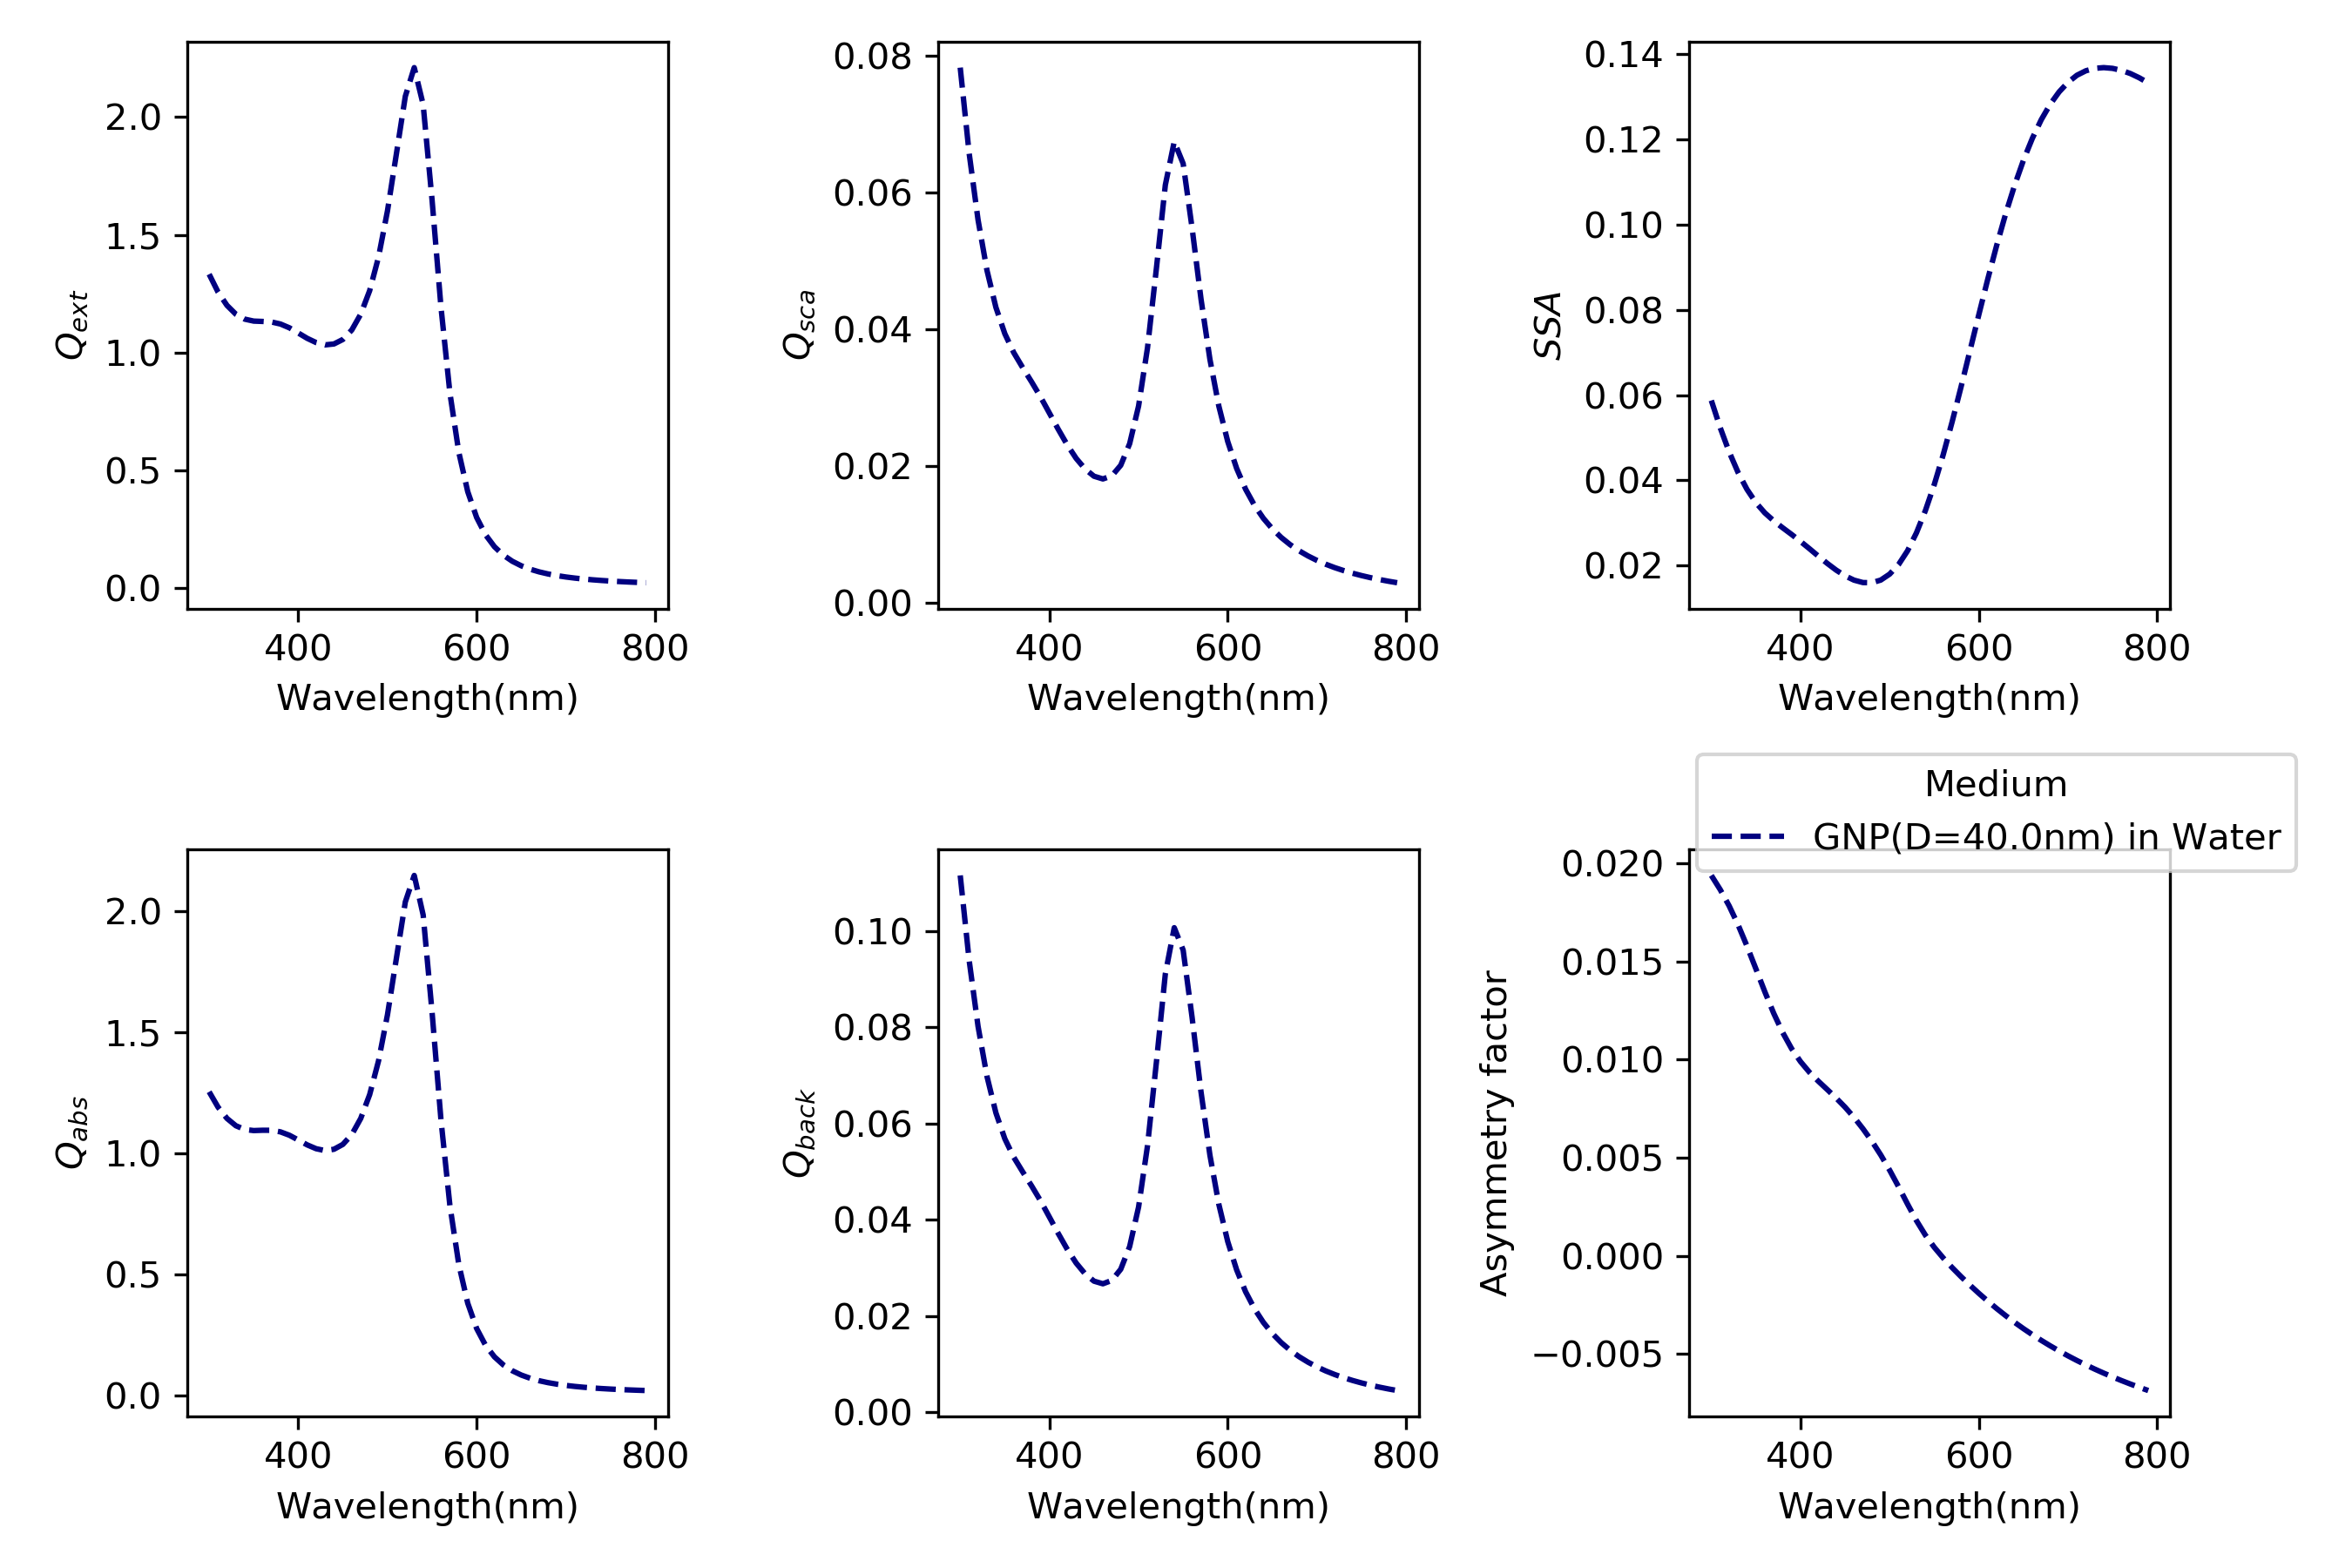 2.0
1.5
1.0
0.5
0.0
Q_ext
400 600 800
Wavelength(nm)
0.08
0.06
0.04
0.02
0.00
Q_sca
400 600 800
Wavelength(nm)
0.14
0.12
0.10
0.08
0.06
0.04
0.02
SSA
400 600 800
Wavelength(nm)
2.0
1.5
1.0
0.5
0.0
Q_abs
400 600 800
Wavelength(nm)
0.10
0.08
0.06
0.04
0.02
0.00
Q_back
400 600 800
Wavelength(nm)
Medium
GNP(D=40.0nm) in Water
0.020
0.015
0.010
0.005
0.000
−0.005
Asymmetry factor
400 600 800
Wavelength(nm)